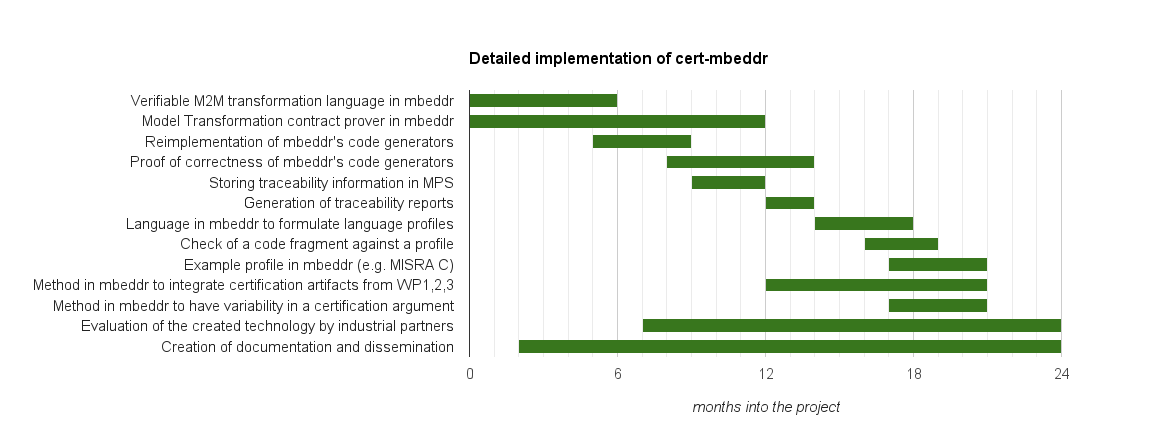 Detailed implementation of cert-mbeddr
Verifiable M2M transformation language in mbeddr
Model Transformation contract prover in mbeddr
Reimplementation of mbeddr's code generators
Proof of correctness of mbeddr's code generators
Storing traceability information in MPS
Generation of traceability reports
Language in mbeddr to formulate language profiles
Check of a code fragment against a profile
Example profile in mbeddr (e.g. MISRA C)
Method in mbeddr to integrate certification artifacts from WP1,2,3
Method in mbeddr to have variability in a certification argument
Evaluation of the created technology by industrial partners
Creation of documentation and dissemination
0 6 12 18 24
months into the project